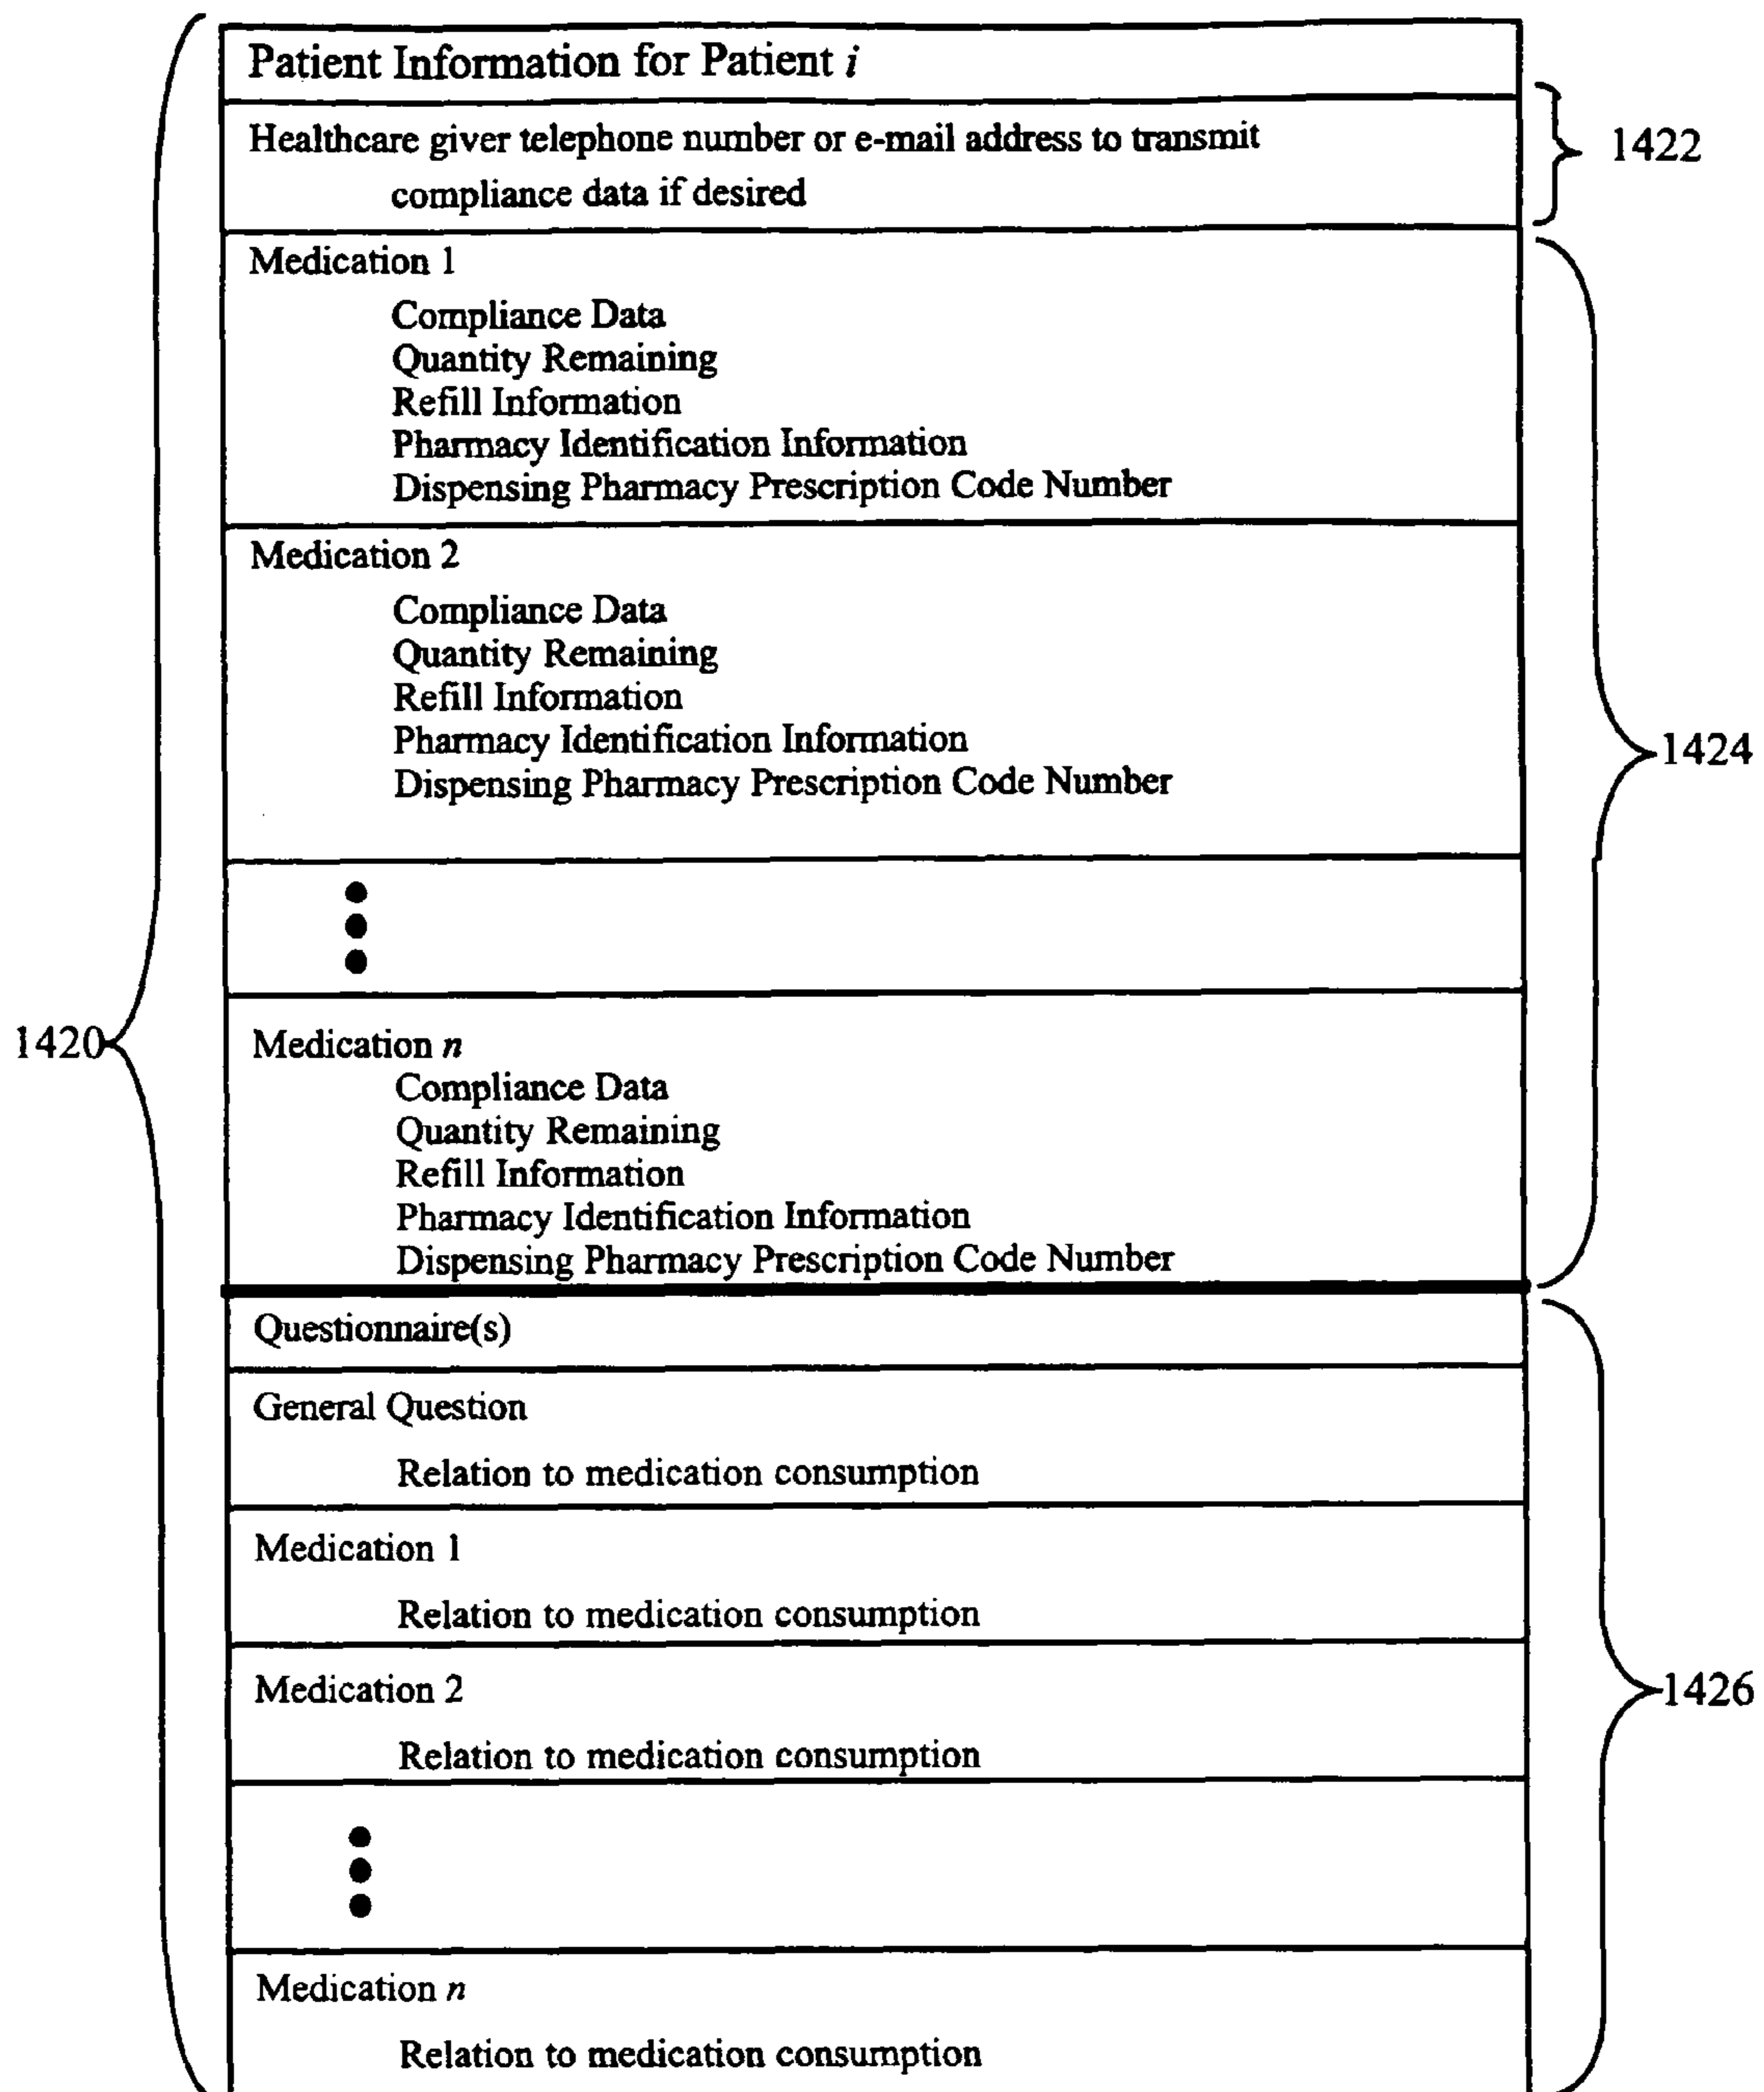 Patient Information for Patient i
Healthcare giver telephone number or e-mail address to transmit
compliance data if desired
1422
Medication 1
Compliance Data
Quantity Remaining
Refill Information
Pharmacy Identification Information
Dispensing Pharmacy Prescription Code Number
Medication 2
Compliance Data
Quantity Remaining
Refill Information
Pharmacy Identification Information
Dispensing Pharmacy Prescription Code Number
1424
1420
Medication n
Compliance Data
Quantity Remaining
Refill Information
Pharmacy Identification Information
Dispensing Pharmacy Prescription Code Number
Questionnaire(s)
General Question
Relation to medication consumption
Medication 1
Relation to medication consumption
Medication 2
Relation to medication consumption
1426
Medication n
Relation to medication consumption